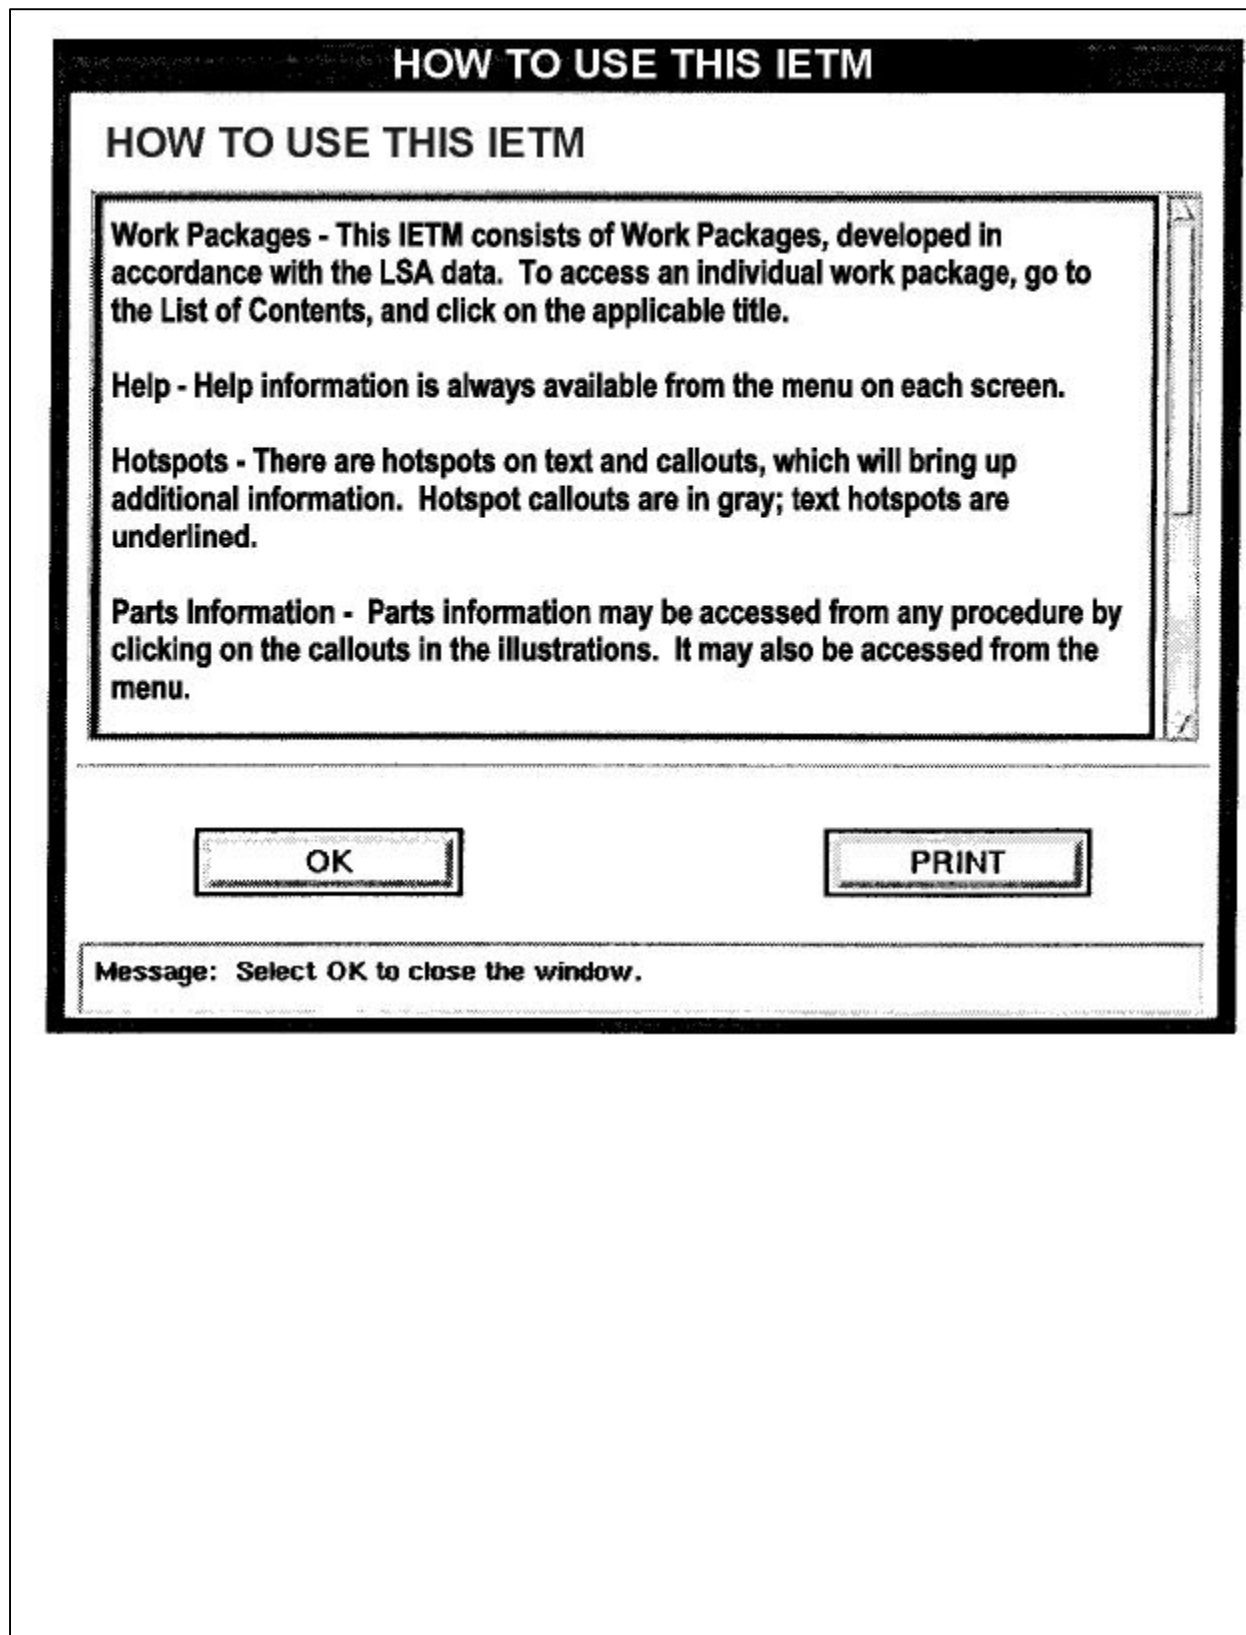 HOW TO USE THIS IETM
HOW TO USE THIS IETM
Work Packages - This IETM consists of Work Packages, developed in
accordance with the LSA data.  To access an individual work package, go to
the List of Contents, and click on the applicable title.
Help - Help information is always available from the menu on each screen.
Hotspots - There are hotspots on text and callouts, which will bring up
additional information.  Hotspot callouts are in gray; text hotspots are
underlined.
Parts Information -  Parts information may be accessed from any procedure by
clicking on the callouts in the illustrations.  It may also be accessed from the
menu.
OK
PRINT
Message:  Select OK to close the window.